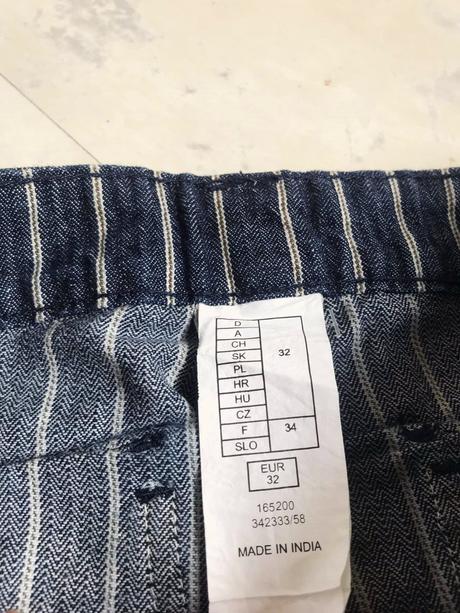 D
A
CH
SK
PL
HR
HU
CZ
32
F
SLO
34
EUR
32
165200
342333/58
MADE IN INDIA